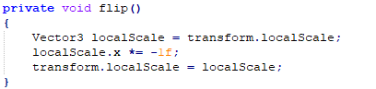 private void flip()
{
    Vector3 localScale = transform.localScale;
    localScale.x *= -1f;
    transform.localScale = localScale;
}